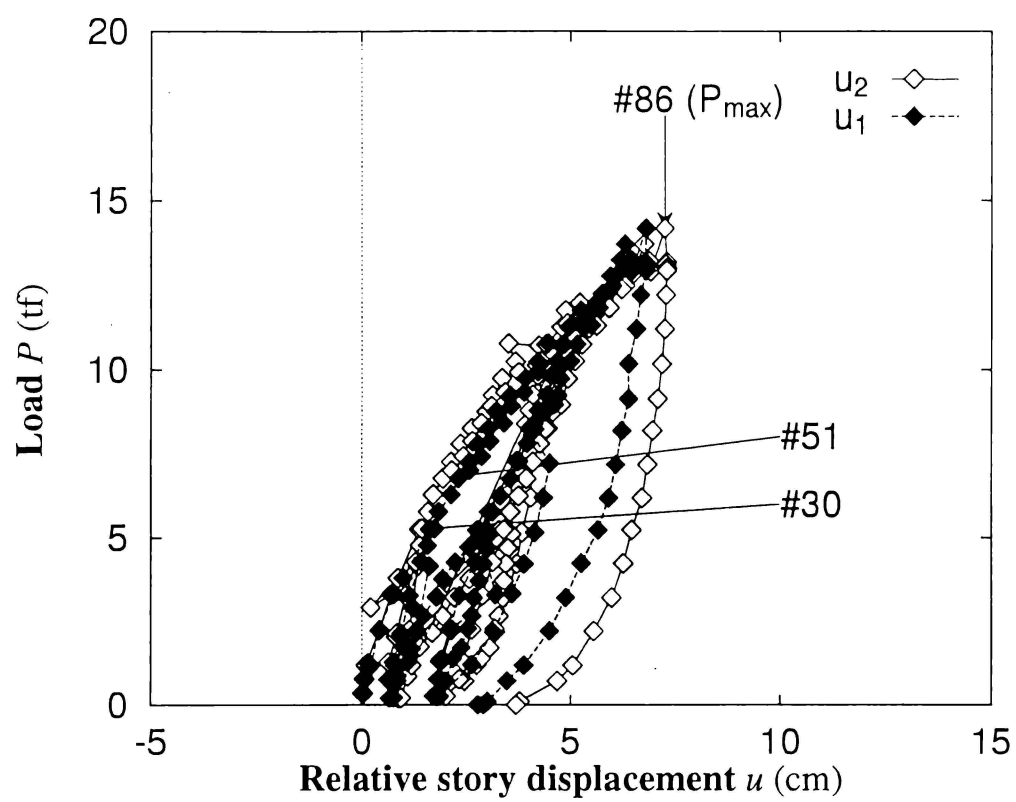 20
15
10
5
0
-5
0
5
10
15
Load P (tf)
Relative story displacement u (cm)
#86 (Pmax)
u2
u1
#51
#30